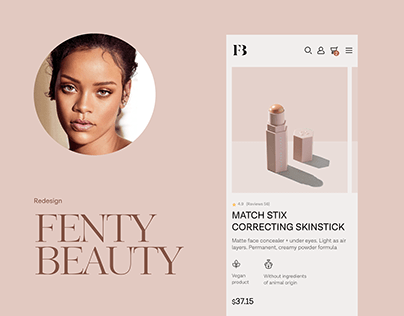 Redesign
FENTY
BEAUTY
FB
MATCH STIX
CORRECTING SKINSTICK
Matte face concealer + under eyes. Light as air
layers. Permanent, creamy powder formula
Vegan
product
Without ingredients
of animal origin
$37.15